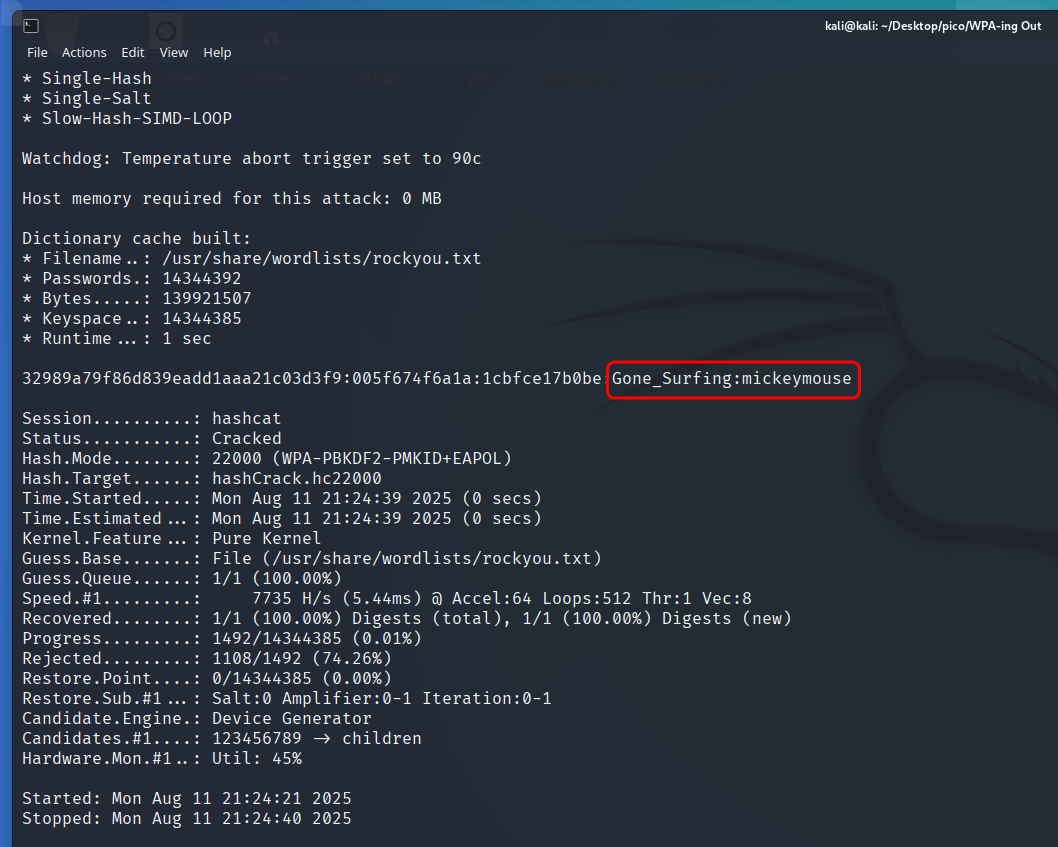 kali@kali: ~/Desktop/pico/WPA-ing Out
File Actions Edit View Help
* Single-Hash
* Single-Salt
* Slow-Hash-SIMD-LOOP
Watchdog: Temperature abort trigger set to 90c
Host memory required for this attack: 0 MB
Dictionary cache built:
* Filename..: /usr/share/wordlists/rockyou.txt
* Passwords.: 14344392
* Bytes.....: 139921507
* Keyspace..: 14344385
* Runtime...: 1 sec
32989a79f86d839eadd1aaa21c03d3f9:005f674f6a1a:1cbfce17b0be:Gone_Surfing:mickeymouse
Session..........: hashcat
Status...........: Cracked
Hash.Mode........: 22000 (WPA-PBKDF2-PMKID+EAPOL)
Hash.Target......: hashCrack.hc22000
Time.Started.....: Mon Aug 11 21:24:39 2025 (0 secs)
Time.Estimated...: Mon Aug 11 21:24:39 2025 (0 secs)
Kernel.Feature...: Pure Kernel
Guess.Base.......: File (/usr/share/wordlists/rockyou.txt)
Guess.Queue......: 1/1 (100.00%)
Speed.#1.........:     7735 H/s (5.44ms) @ Accel:64 Loops:512 Thr:1 Vec:8
Recovered........: 1/1 (100.00%) Digests (total), 1/1 (100.00%) Digests (new)
Progress.........: 1492/14344385 (0.01%)
Rejected.........: 1108/1492 (74.26%)
Restore.Point....: 0/14344385 (0.00%)
Restore.Sub.#1...: Salt:0 Amplifier:0-1 Iteration:0-1
Candidate.Engine.: Device Generator
Candidates.#1....: 123456789 -> children
Hardware.Mon.#1..: Util: 45%
Started: Mon Aug 11 21:24:21 2025
Stopped: Mon Aug 11 21:24:40 2025